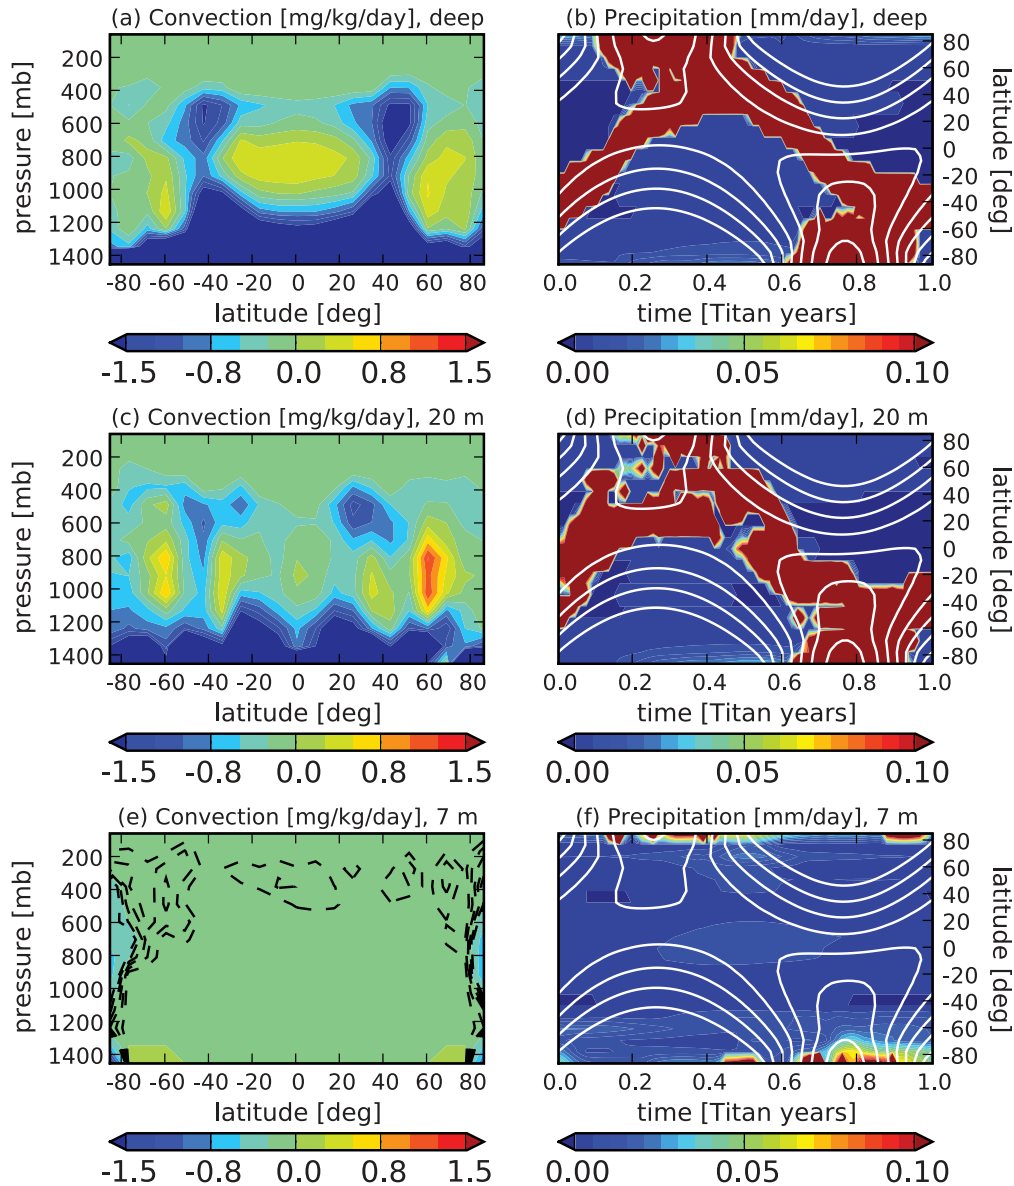 (a) Convection [mg/kg/day], deep
(b) Precipitation [mm/day], deep
pressure [mb]
200
400
600
800
1000
1200
1400
-80 -60 -40 -20 0 20 40 60 80
latitude [deg]
-1.5 -0.8 0.0 0.8 1.5
80
60
40
20
0
-20
-40
-60
-80
latitude [deg]
0.0 0.2 0.4 0.6 0.8 1.0
time [Titan years]
0.00 0.05 0.10
(c) Convection [mg/kg/day], 20 m
(d) Precipitation [mm/day], 20 m
pressure [mb]
200
400
600
800
1000
1200
1400
-80 -60 -40 -20 0 20 40 60 80
latitude [deg]
-1.5 -0.8 0.0 0.8 1.5
80
60
40
20
0
-20
-40
-60
-80
latitude [deg]
0.0 0.2 0.4 0.6 0.8 1.0
time [Titan years]
0.00 0.05 0.10
(e) Convection [mg/kg/day], 7 m
(f) Precipitation [mm/day], 7 m
pressure [mb]
200
400
600
800
1000
1200
1400
-80 -60 -40 -20 0 20 40 60 80
latitude [deg]
-1.5 -0.8 0.0 0.8 1.5
80
60
40
20
0
-20
-40
-60
-80
latitude [deg]
0.0 0.2 0.4 0.6 0.8 1.0
time [Titan years]
0.00 0.05 0.10